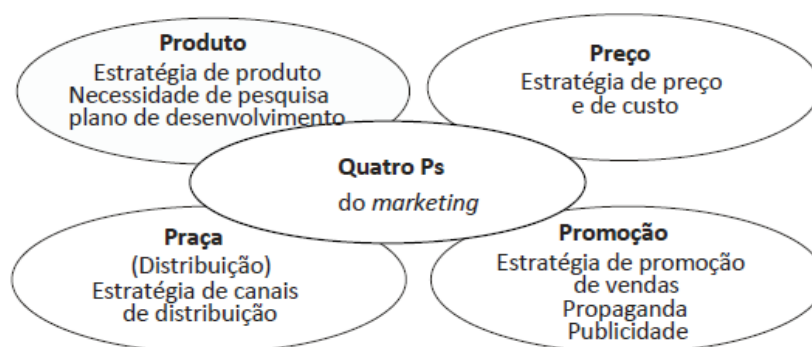 Produto
Estratégia de produto
Necessidade de pesquisa
plano de desenvolvimento
Preço
Estratégia de preço
e de custo
Quatro Ps
do marketing
Praça
(Distribuição)
Estratégia de canais
de distribuição
Promoção
Estratégia de promoção
de vendas
Propaganda
Publicidade